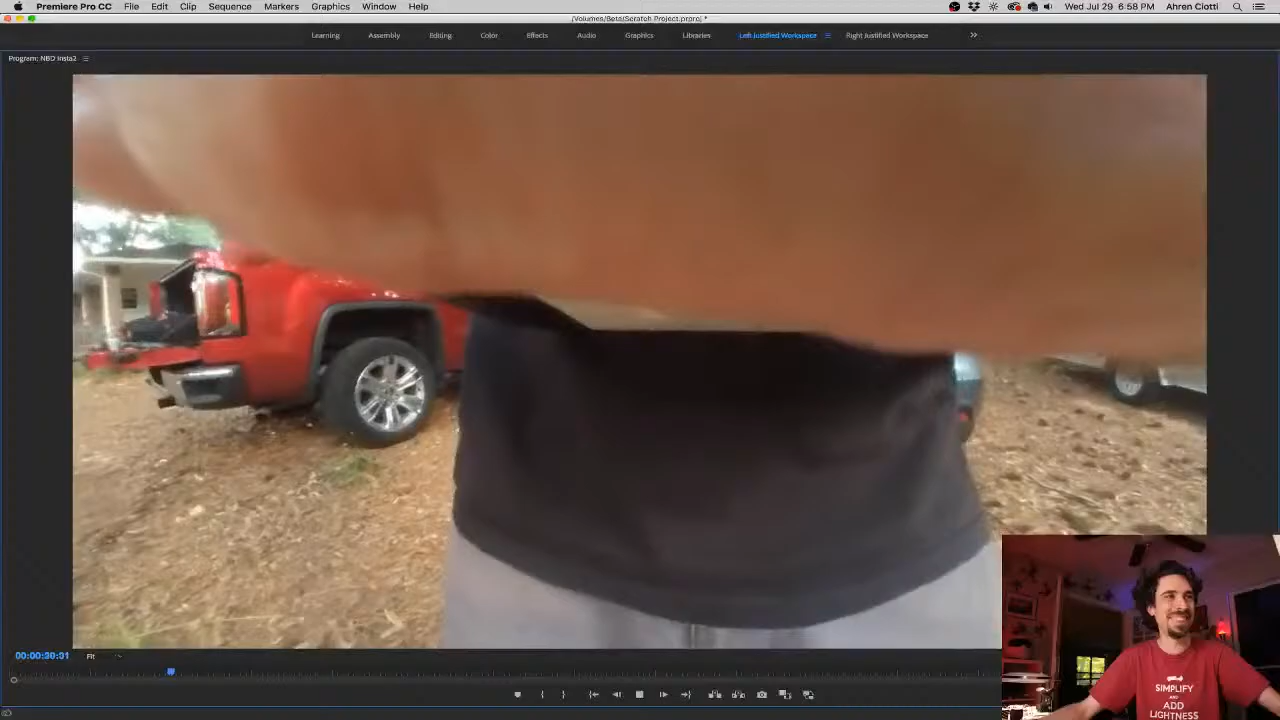 Premiere Pro CC File Edit Clip Sequence Markers Graphics Window Help Wed Jul 29 6:58 PM Ahren Ciotti
/Volumes/Beta/Scratch Project.prproj *
Learning Assembly Editing Color Effects Audio Graphics Libraries Left Justified Workspace Right Justified Workspace
Program: NBD Insta2
00:00:30:01 Fit
SIMPLIFY
AND
ADD
LIGHTNESS